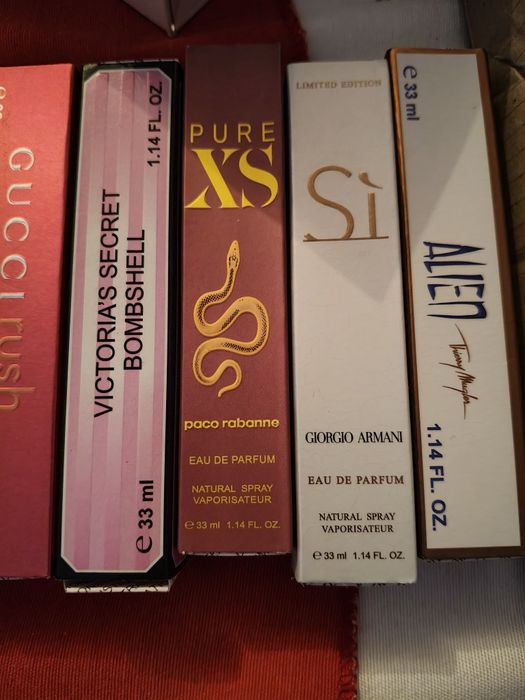 GUCCI rush
VICTORIA'S SECRET
BOMBSHELL
1.14 FL. OZ.
℮ 33 ml
PURE
XS
paco rabanne
EAU DE PARFUM
NATURAL SPRAY
VAPORISATEUR
℮ 33 ml 1.14 FL. OZ.
LIMITED EDITION
Sì
GIORGIO ARMANI
EAU DE PARFUM
NATURAL SPRAY
VAPORISATEUR
℮ 33 ml 1.14 FL. OZ.
℮ 33 ml
ALIEN
Thierry Mugler
1.14 FL. OZ.